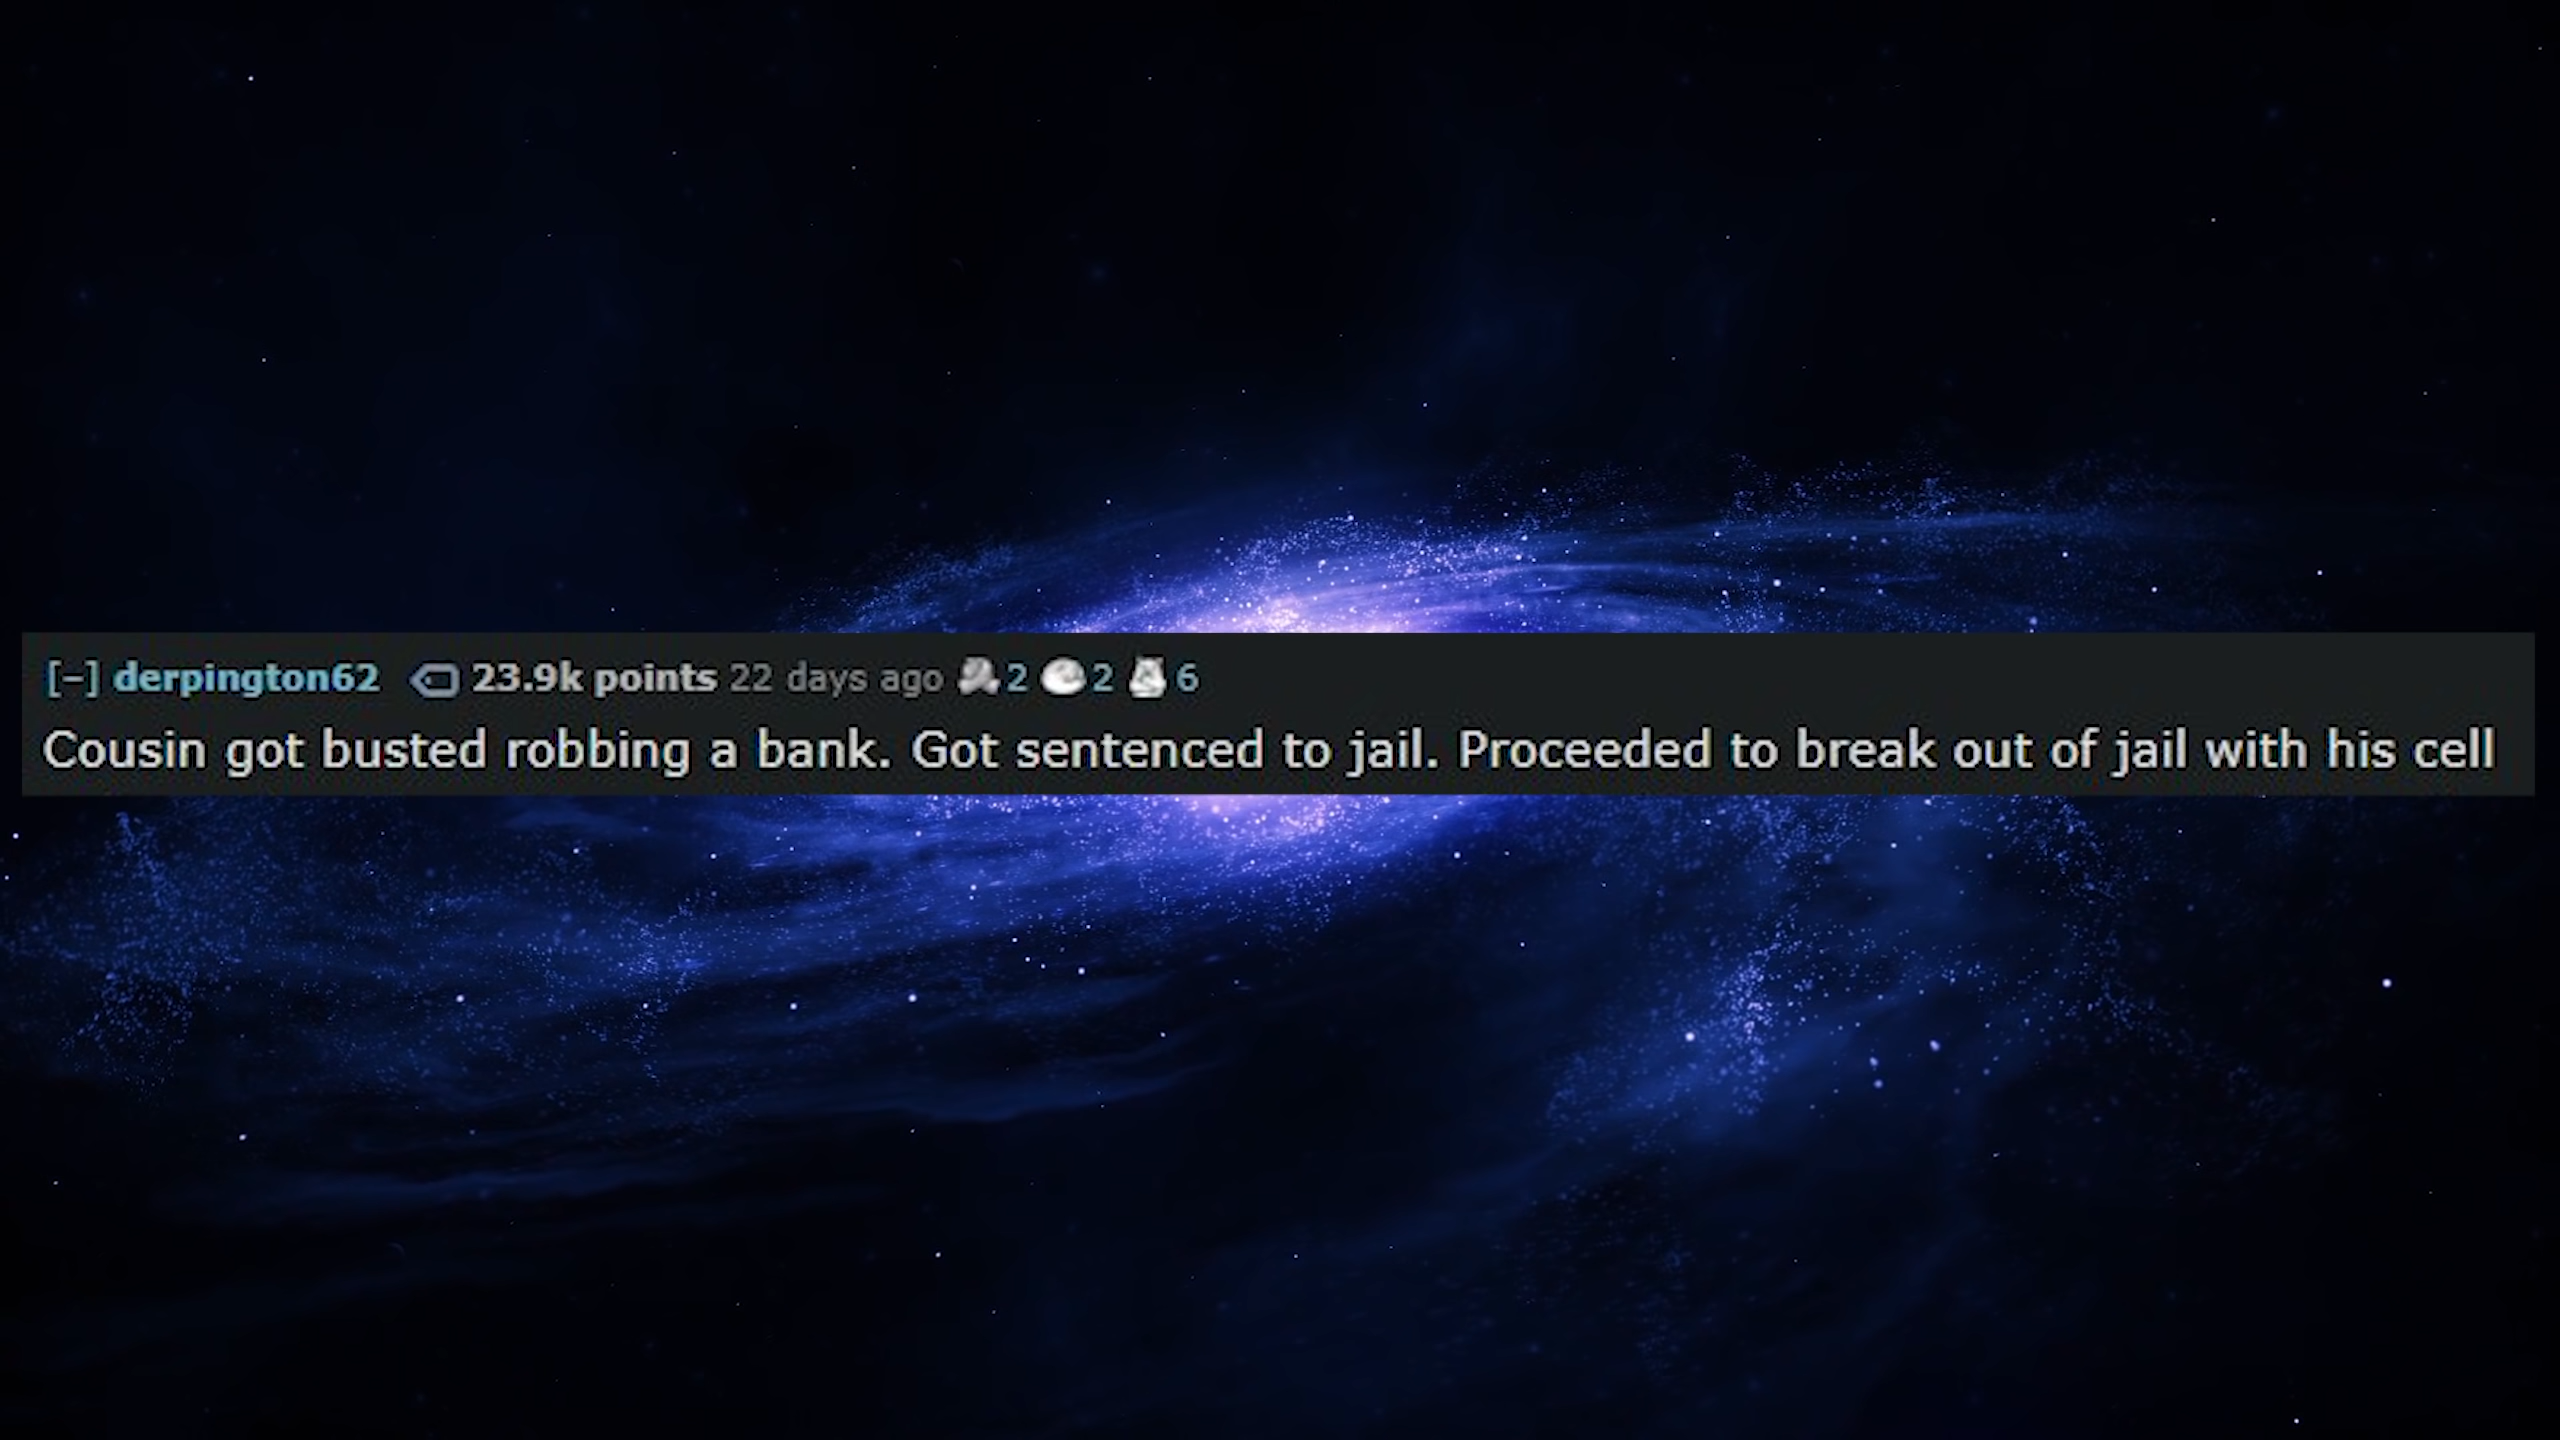 [–] derpington62 23.9k points 22 days ago 2 2 6
Cousin got busted robbing a bank. Got sentenced to jail. Proceeded to break out of jail with his cell